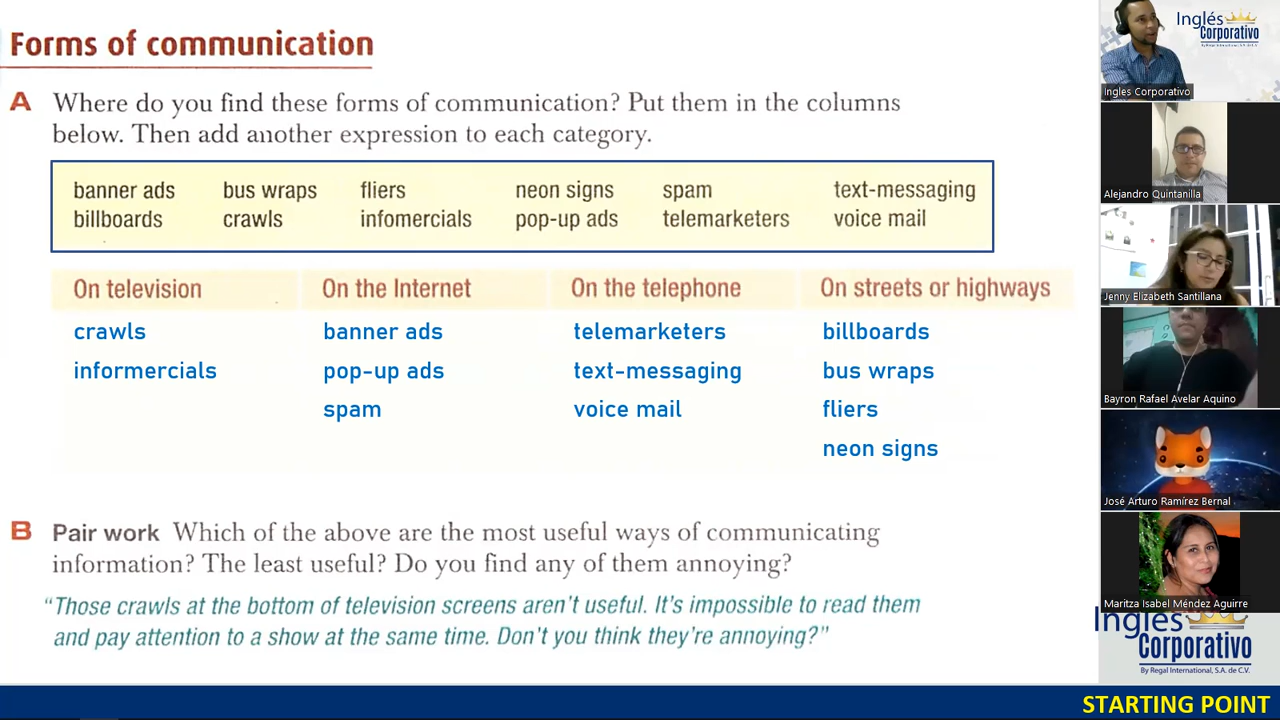 Forms of communication
A Where do you find these forms of communication? Put them in the columns
below. Then add another expression to each category.
banner ads bus wraps fliers neon signs spam text-messaging
billboards crawls infomercials pop-up ads telemarketers voice mail
On television On the Internet On the telephone On streets or highways
crawls banner ads telemarketers billboards
informercials pop-up ads text-messaging bus wraps
spam voice mail fliers
neon signs
B Pair work Which of the above are the most useful ways of communicating
information? The least useful? Do you find any of them annoying?
"Those crawls at the bottom of television screens aren't useful. It's impossible to read them
and pay attention to a show at the same time. Don't you think they're annoying?"
Inglés
Corporativo
By Regal International, S.A. de C.V.
Ingles Corporativo
Alejandro Quintanilla
Jenny Elizabeth Santillana
Bayron Rafael Avelar Aquino
José Arturo Ramírez Bernal
Maritza Isabel Méndez Aguirre
Inglés
Corporativo
By Regal International, S.A. de C.V.
STARTING POINT